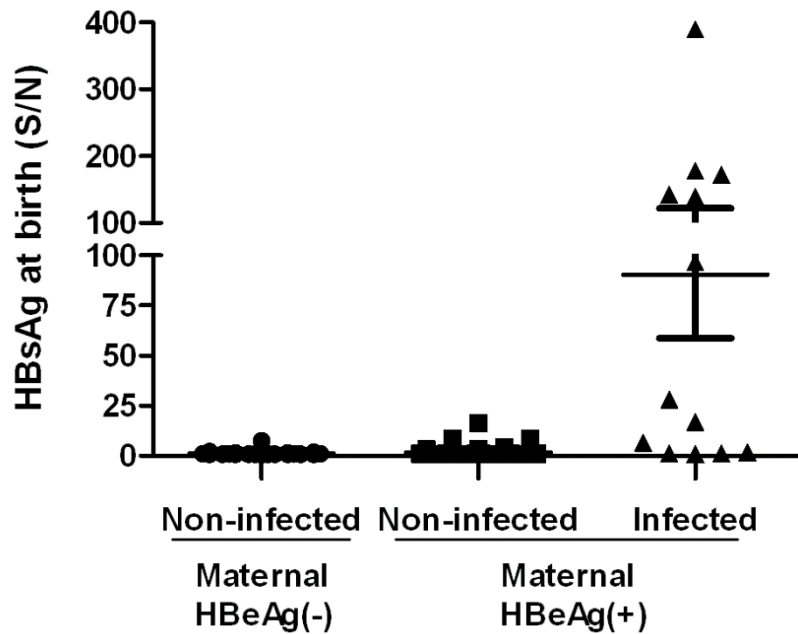 HBsAg at birth (S/N)
400
300
200
100
100
75
50
25
0
Non-infected Non-infected Infected
Maternal Maternal
HBeAg(-) HBeAg(+)